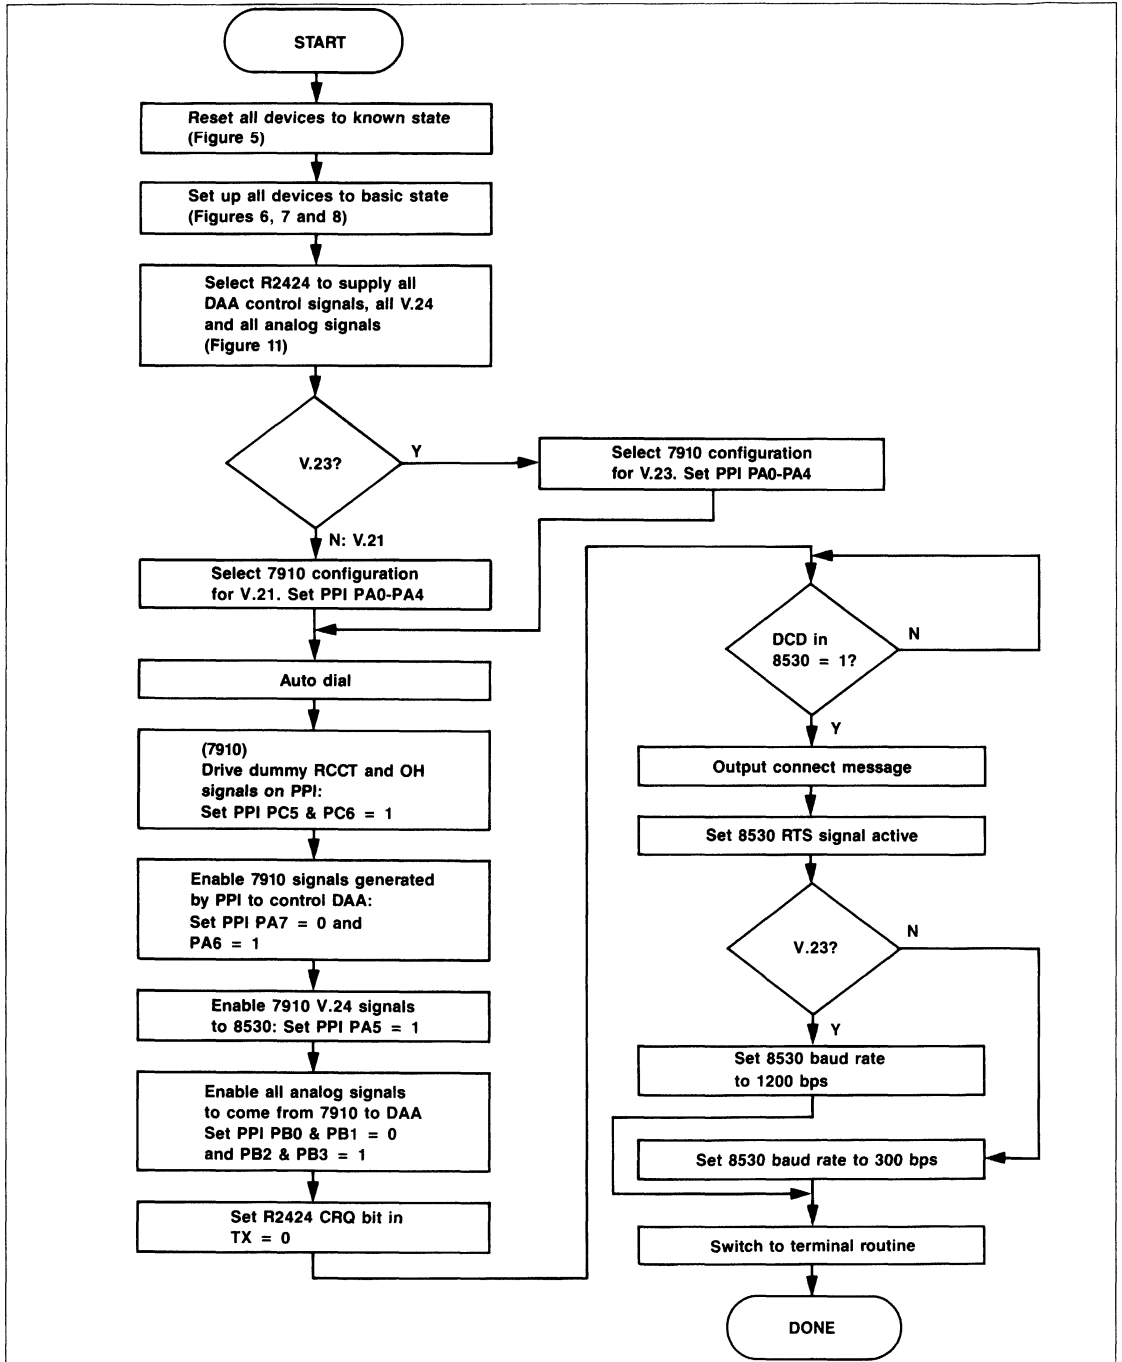 START
Reset all devices to known state
(Figure 5)
Set up all devices to basic state
(Figures 6, 7 and 8)
Select R2424 to supply all
DAA control signals, all V.24
and all analog signals
(Figure 11)
V.23?
Y
Select 7910 configuration
for V.23. Set PPI PA0-PA4
N: V.21
Select 7910 configuration
for V.21. Set PPI PA0-PA4
Auto dial
(7910)
Drive dummy RCCT and OH
signals on PPI:
Set PPI PC5 & PC6 = 1
Enable 7910 signals generated
by PPI to control DAA:
Set PPI PA7 = 0 and
PA6 = 1
Enable 7910 V.24 signals
to 8530: Set PPI PA5 = 1
Enable all analog signals
to come from 7910 to DAA
Set PPI PB0 & PB1 = 0
and PB2 & PB3 = 1
Set R2424 CRQ bit in
TX = 0
DCD in
8530 = 1?
N
Y
Output connect message
Set 8530 RTS signal active
V.23?
N
Y
Set 8530 baud rate
to 1200 bps
Set 8530 baud rate to 300 bps
Switch to terminal routine
DONE